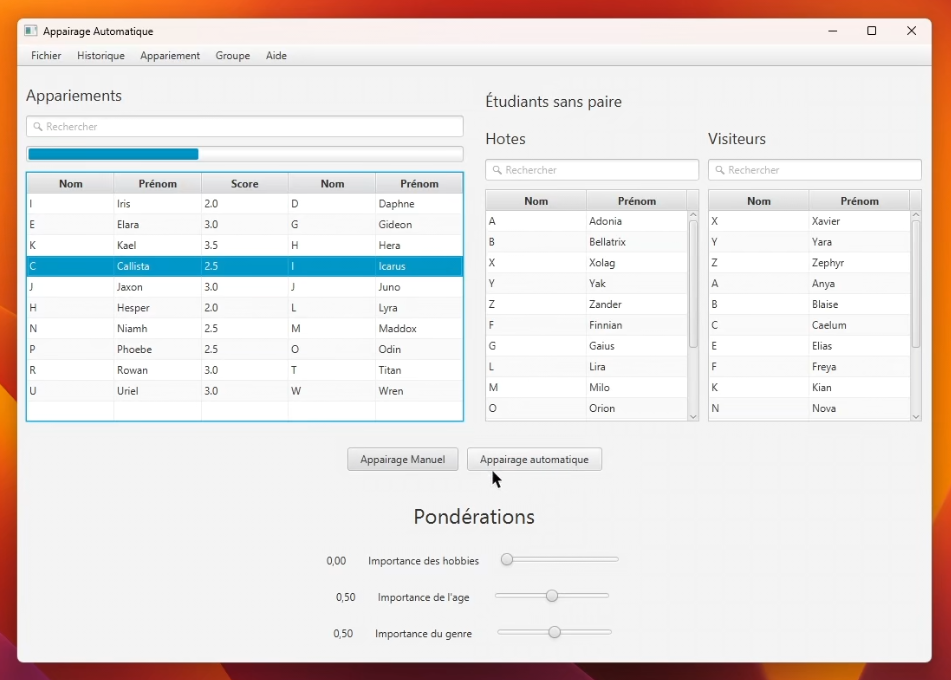 Appairage Automatique
Fichier Historique Appariement Groupe Aide
Appariements
Rechercher
Nom Prénom Score Nom Prénom
I Iris 2.0 D Daphne
E Elara 3.0 G Gideon
K Kael 3.5 H Hera
C Callista 2.5 I Icarus
J Jaxon 3.0 J Juno
H Hesper 2.0 L Lyra
N Niamh 2.5 M Maddox
P Phoebe 2.5 O Odin
R Rowan 3.0 T Titan
U Uriel 3.0 W Wren
Étudiants sans paire
Hotes
Rechercher
Nom Prénom
A Adonia
B Bellatrix
X Xolag
Y Yak
Z Zander
F Finnian
G Gaius
L Lira
M Milo
O Orion
Visiteurs
Rechercher
Nom Prénom
X Xavier
Y Yara
Z Zephyr
A Anya
B Blaise
C Caelum
E Elias
F Freya
K Kian
N Nova
Appairage Manuel Appairage automatique
Pondérations
0,00 Importance des hobbies
0,50 Importance de l'age
0,50 Importance du genre